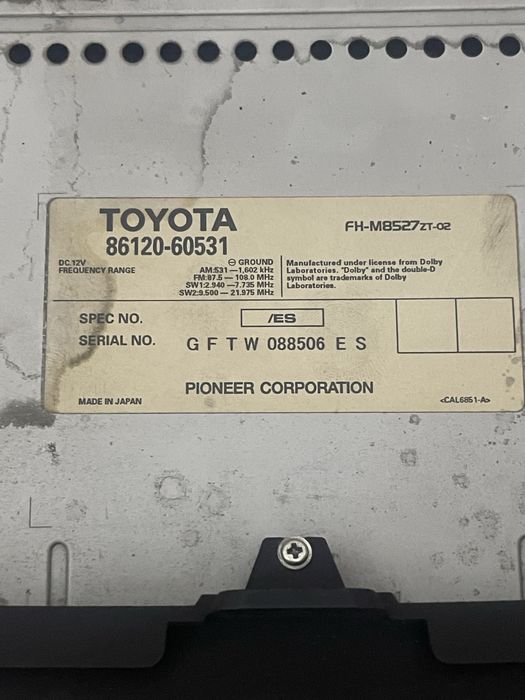 TOYOTA
86120-60531
FH-M8527ZT-02
DC 12V ⊖ GROUND
FREQUENCY RANGE AM:531—1,602 kHz
FM:87.5— 108.0 MHz
SW1:2.940 —7.735 MHz
SW2:9.500 — 21.975 MHz
Manufactured under license from Dolby
Laboratories. "Dolby" and the double-D
symbol are trademarks of Dolby
Laboratories.
SPEC NO. /ES
SERIAL NO. G F T W 088506 E S
PIONEER CORPORATION
MADE IN JAPAN <CAL6851-A>